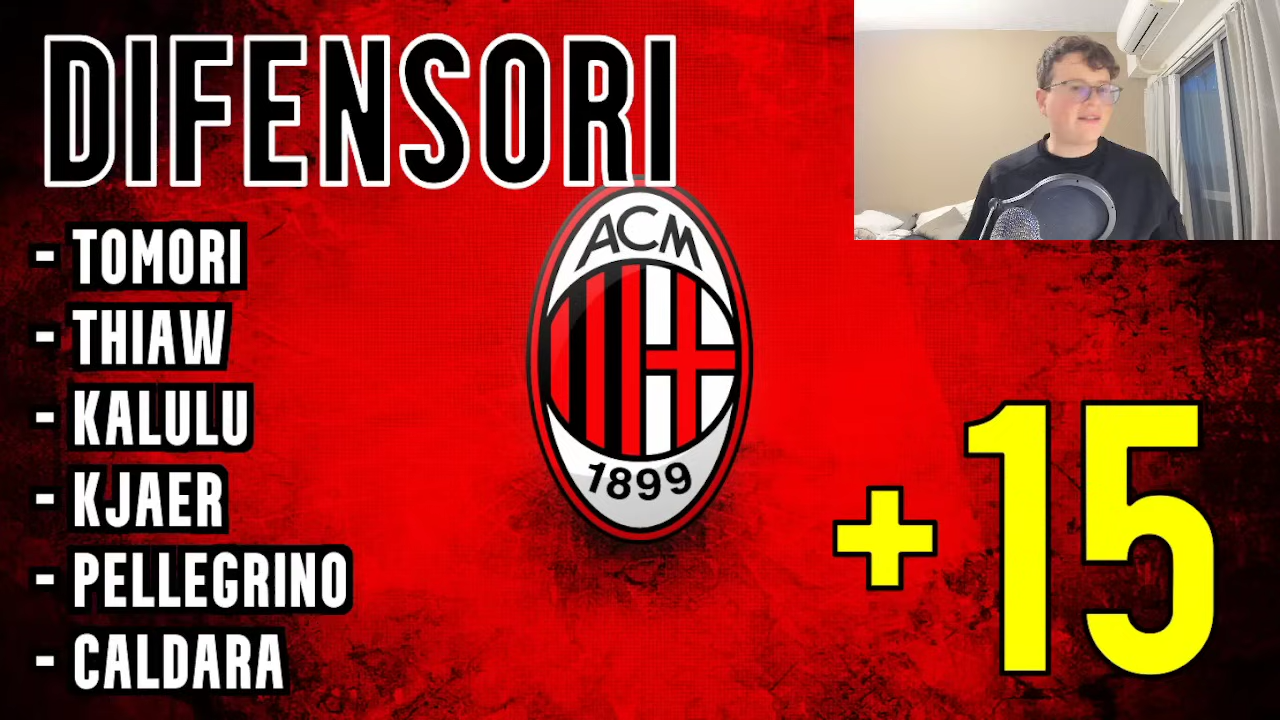 DIFENSORI
- TOMORI
- THIAW
- KALULU
- KJAER
- PELLEGRINO
- CALDARA
ACM
1899
+15